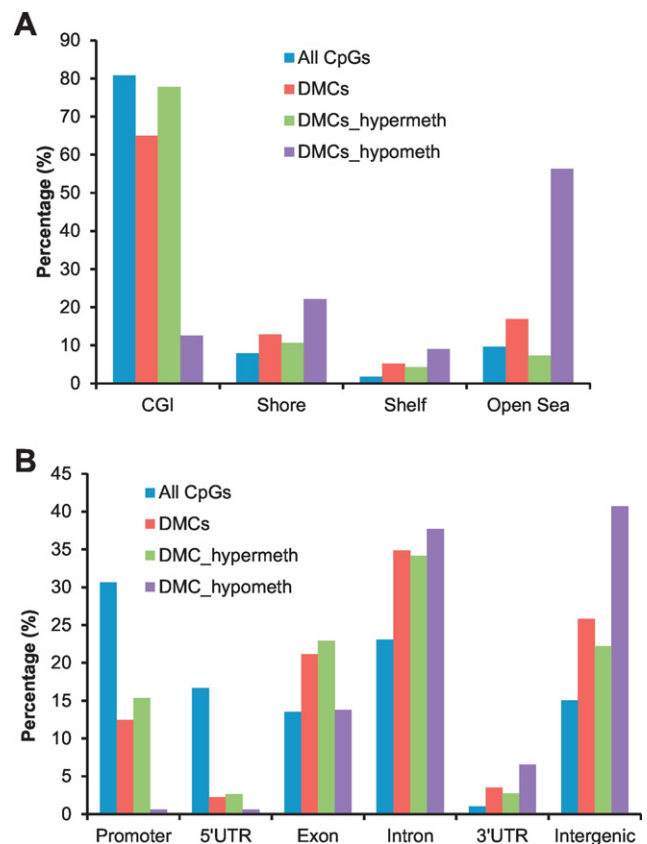 A
Percentage (%)
90
80
70
60
50
40
30
20
10
0
All CpGs
DMCs
DMCs_hypermeth
DMCs_hypometh
CGI
Shore
Shelf
Open Sea
B
Percentage (%)
45
40
35
30
25
20
15
10
5
0
All CpGs
DMCs
DMC_hypermeth
DMC_hypometh
Promoter
5'UTR
Exon
Intron
3'UTR
Intergenic